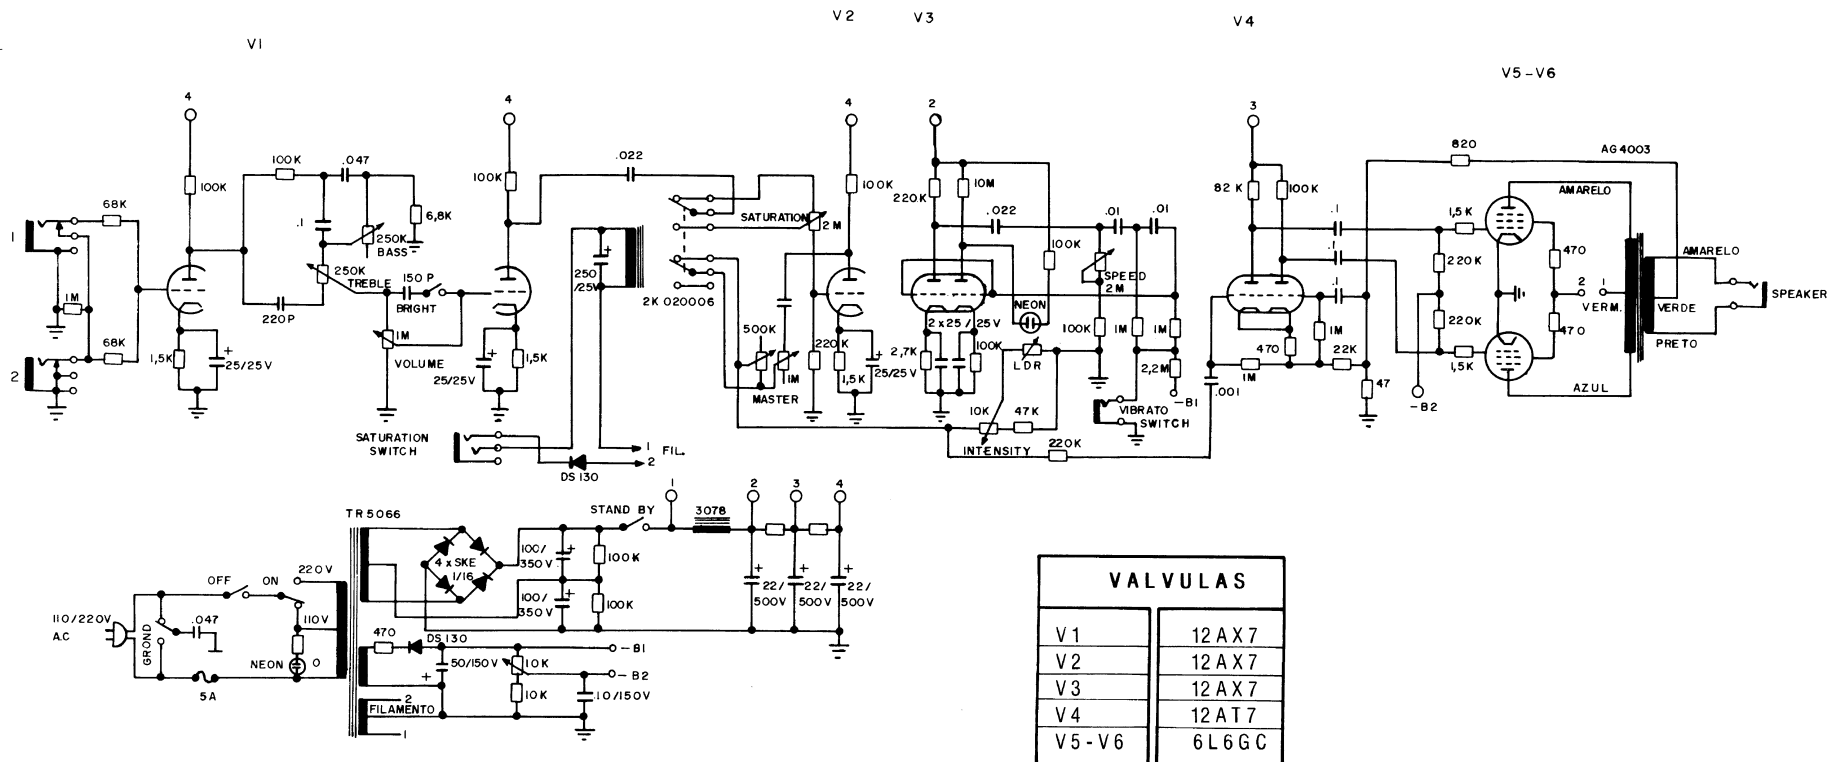 V1
V2
V3
V4
V5-V6
4
4
4
2
3
100K
.047
100K
68K
1
1M
68K
2
.1
250K
BASS
6,8K
250K
TREBLE
150P
BRIGHT
220P
1M
VOLUME
1,5K
25/25V
100K
.022
25/25V
1,5K
250
/25V
2K 020006
SATURATION
2M
500K
1M
MASTER
220K
100K
1,5K
25/25V
SATURATION
SWITCH
DS 130
1
2
FIL.
220K
10M
.022
100K
.01
.01
SPEED
2M
NEON
2x25/25V
2,7K
100K
100K
LDR
1M
1M
2,2M
-B1
VIBRATO
SWITCH
10K
47K
INTENSITY
220K
82K
100K
470
1M
1M
22K
.001
47
.1
.1
.1
820
AG4003
1,5K
220K
220K
1,5K
-B2
470
470
2
1
AMARELO
VERM.
AZUL
AMARELO
VERDE
PRETO
SPEAKER
TR 5066
4 x SKE
1/16
100/
350V
100/
350V
100K
100K
STAND BY
1
3078
2
3
4
22/
500V
22/
500V
22/
500V
110/220V
A.C
GROUND
.047
OFF
ON
220V
110V
NEON
0
5A
470
DS 130
50/150V
10K
10K
-B1
-B2
10/150V
2
FILAMENTO
1
VALVULAS
V1 12AX7
V2 12AX7
V3 12AX7
V4 12AT7
V5-V6 6L6GC